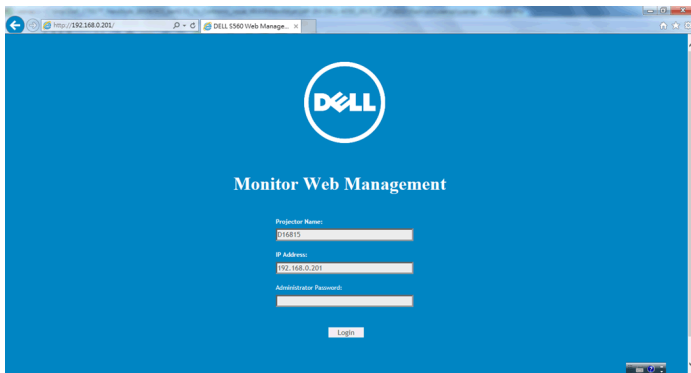 http://192.168.0.201/
DELL S560 Web Manage...
DELL
Monitor Web Management
Projector Name:
D16815
IP Address:
192.168.0.201
Administrator Password:
Login